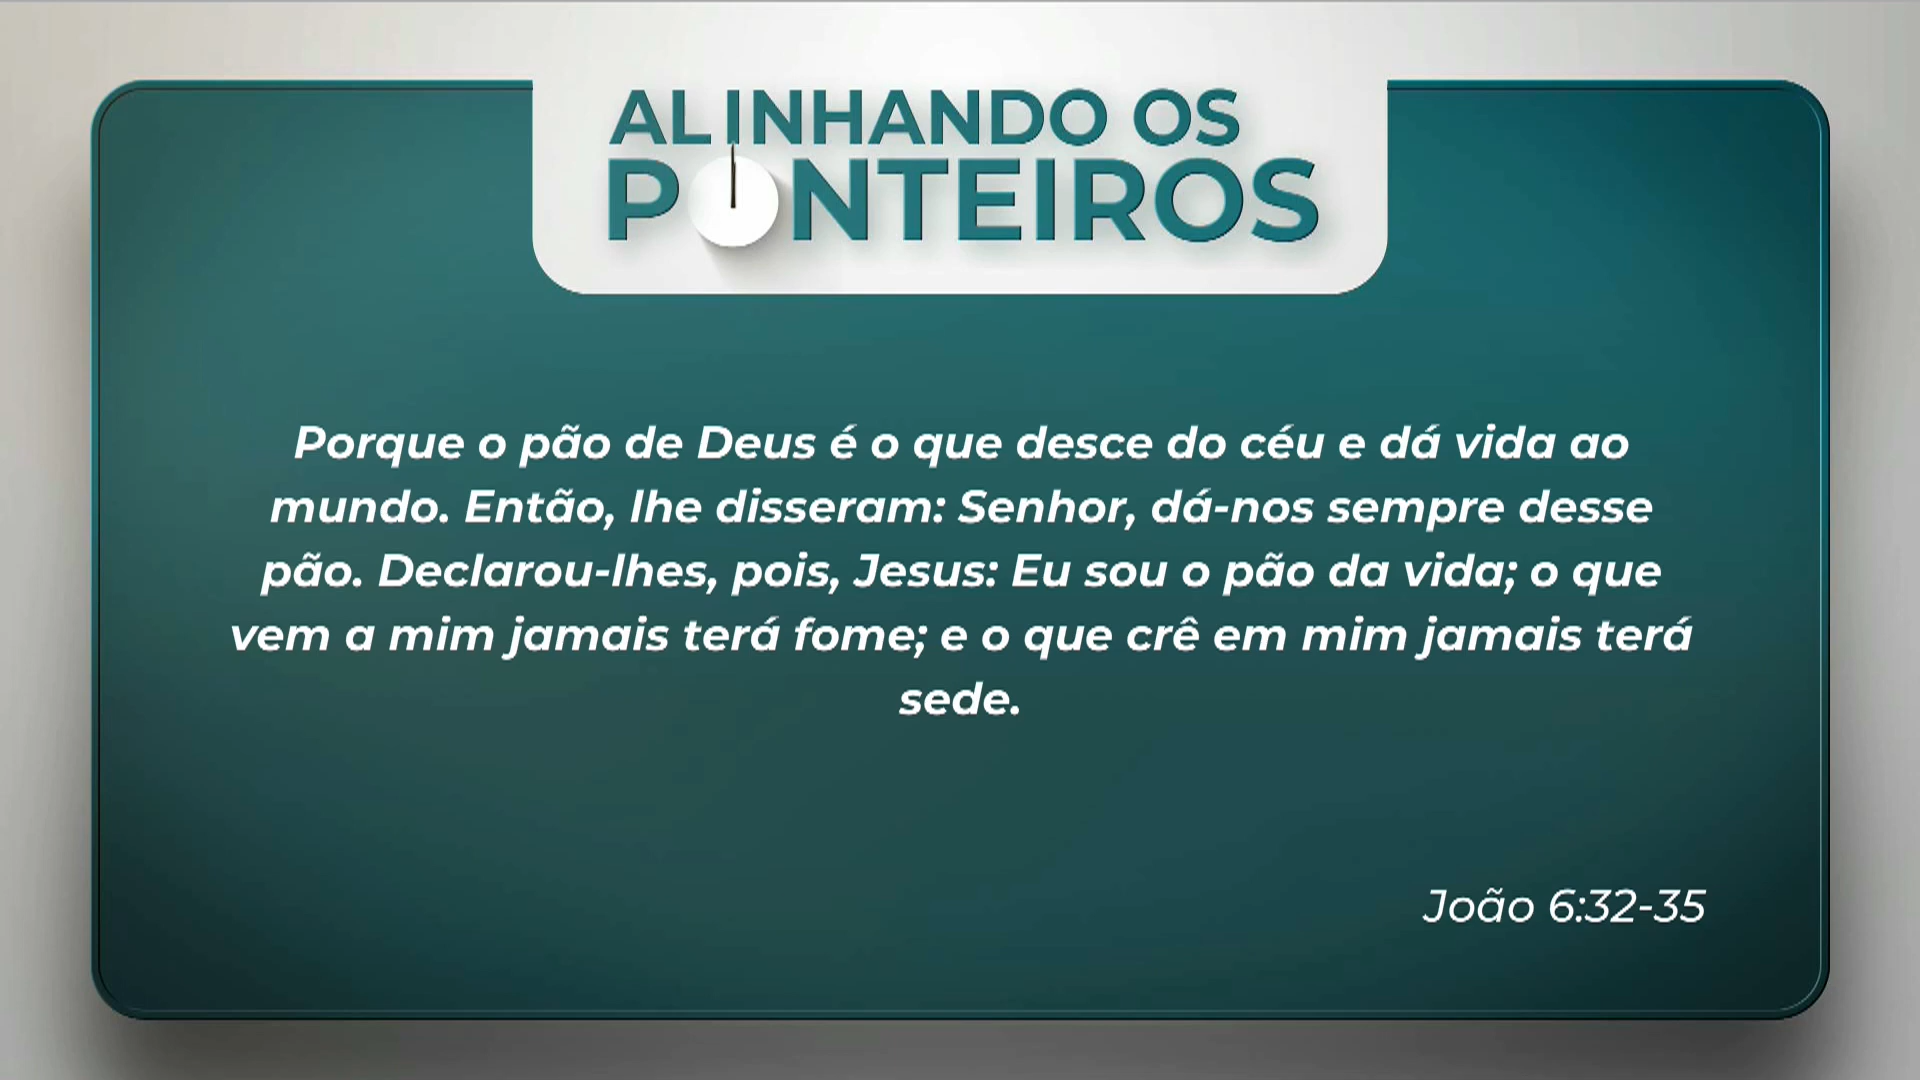 ALINHANDO OS
PONTEIROS
Porque o pão de Deus é o que desce do céu e dá vida ao
mundo. Então, lhe disseram: Senhor, dá-nos sempre desse
pão. Declarou-lhes, pois, Jesus: Eu sou o pão da vida; o que
vem a mim jamais terá fome; e o que crê em mim jamais terá
sede.
João 6:32-35